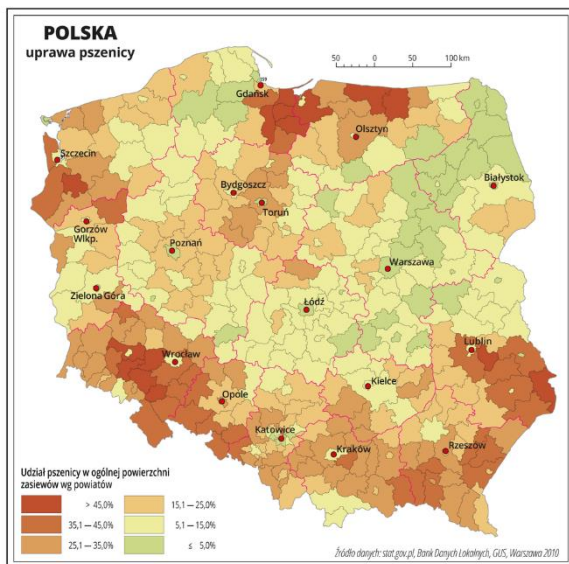 POLSKA
uprawa pszenicy
50 0 50 100 km
Gdańsk
Olsztyn
Szczecin
Białystok
Bydgoszcz
Toruń
Gorzów
Wlkp.
Poznań
Warszawa
Zielona Góra
Łódź
Wrocław
Lublin
Opole
Kielce
Katowice
Kraków
Rzeszów
Udział pszenicy w ogólnej powierzchni
zasiewów wg powiatów
> 45,0% 15,1 — 25,0%
35,1 — 45,0% 5,1 — 15,0%
25,1 — 35,0% ≤ 5,0%
Źródło danych: stat.gov.pl, Bank Danych Lokalnych, GUS, Warszawa 2010